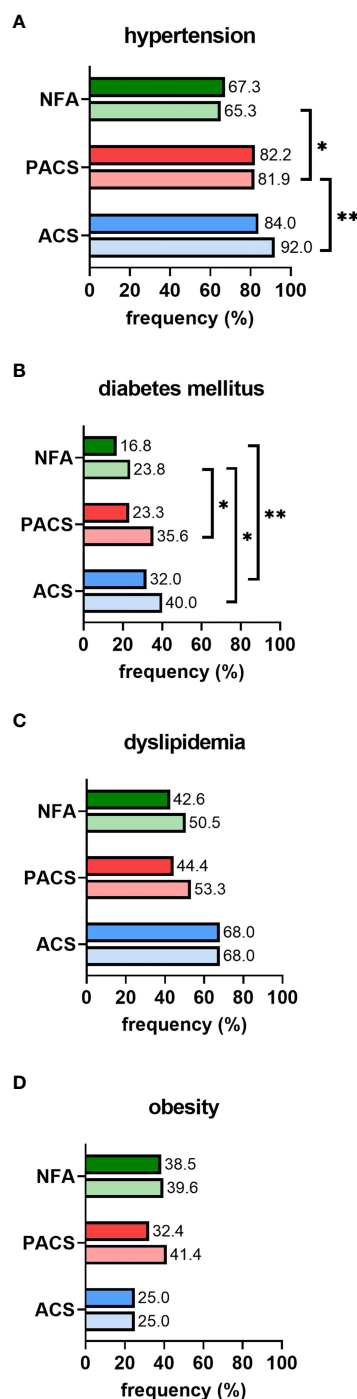 A
hypertension
NFA
67.3
65.3
*
PACS
82.2
81.9
**
ACS
84.0
92.0
0 20 40 60 80 100
frequency (%)
B
diabetes mellitus
NFA
16.8
23.8
PACS
23.3
35.6
* * **
ACS
32.0
40.0
0 20 40 60 80 100
frequency (%)
C
dyslipidemia
NFA
42.6
50.5
PACS
44.4
53.3
ACS
68.0
68.0
0 20 40 60 80 100
frequency (%)
D
obesity
NFA
38.5
39.6
PACS
32.4
41.4
ACS
25.0
25.0
0 20 40 60 80 100
frequency (%)